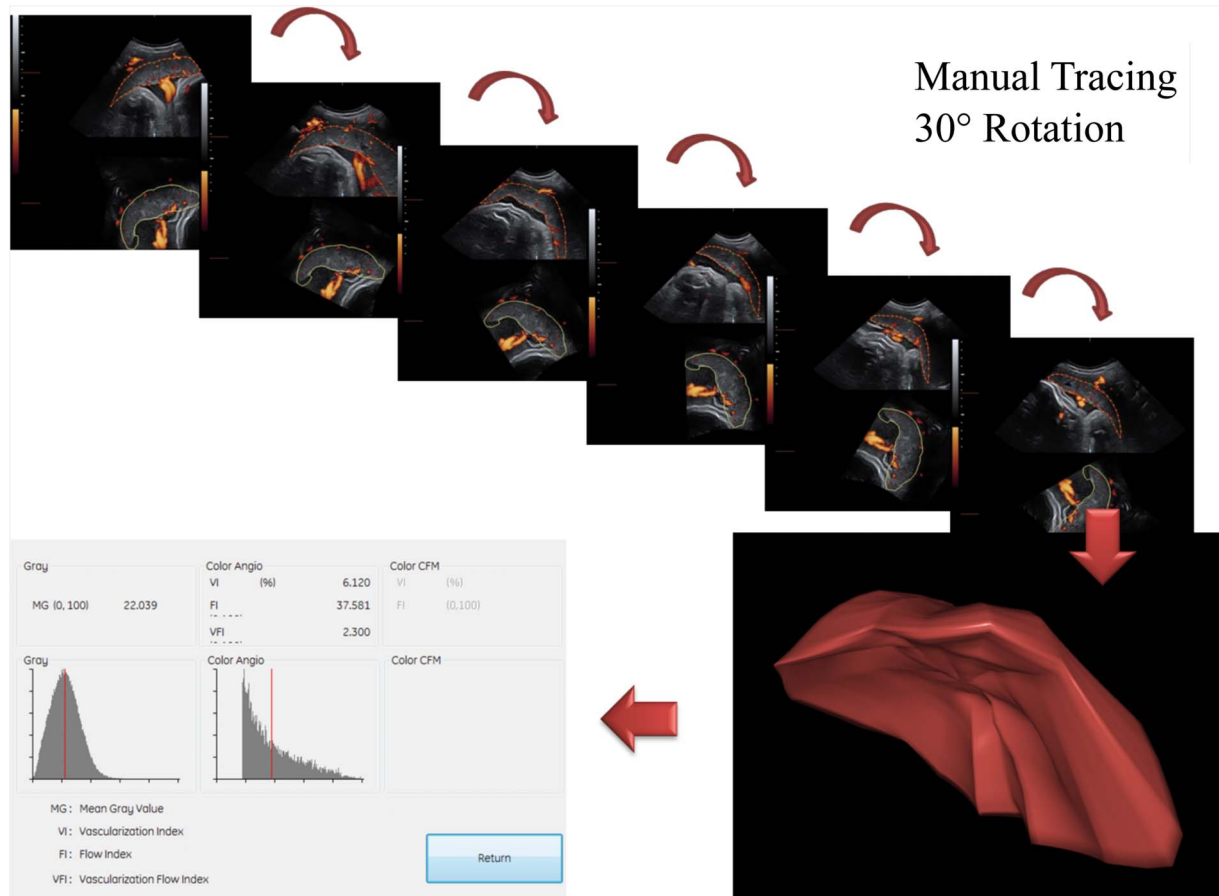 Manual Tracing
30° Rotation
Gray
MG (0, 100) 22.039
Color Angio
VI (%) 6.120
FI 37.581
VFI 2.300
Color CFM
VI (%)
FI (0,100)
Gray
Color Angio
Color CFM
MG : Mean Gray Value
VI : Vascularization Index
FI : Flow Index
VFI : Vascularization Flow Index
Return